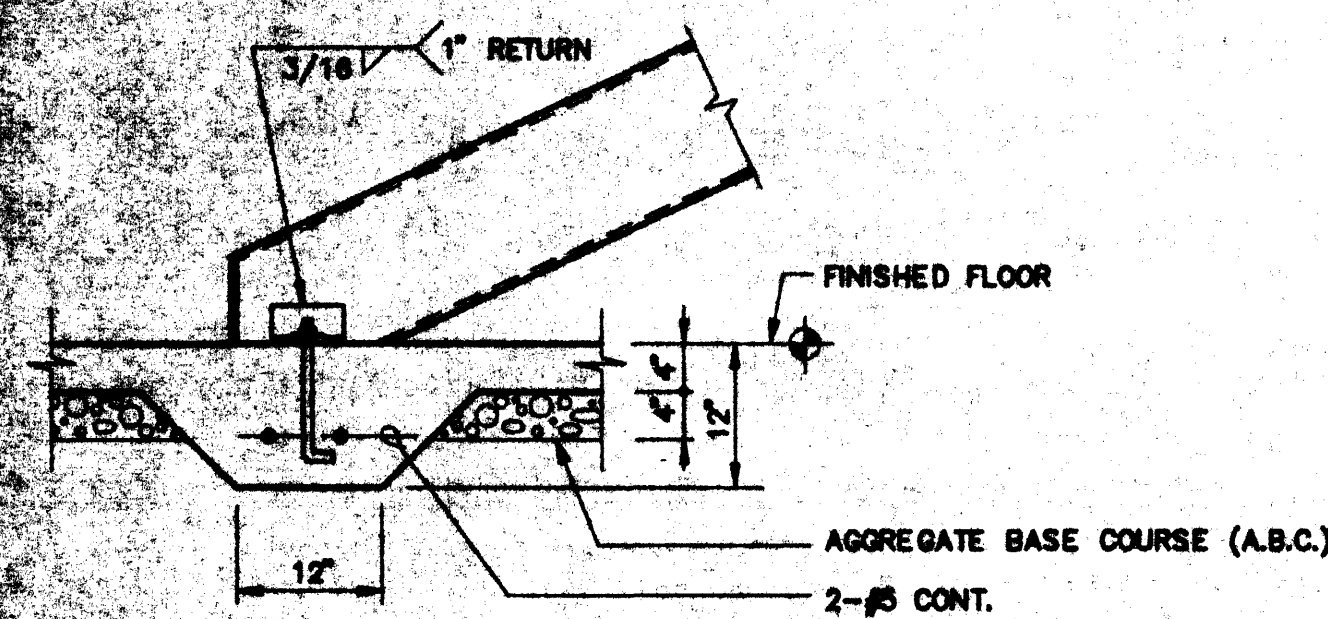 1" RETURN
3/16
FINISHED FLOOR
4"
4"
12"
AGGREGATE BASE COURSE (A.B.C.)
12"
2-#5 CONT.